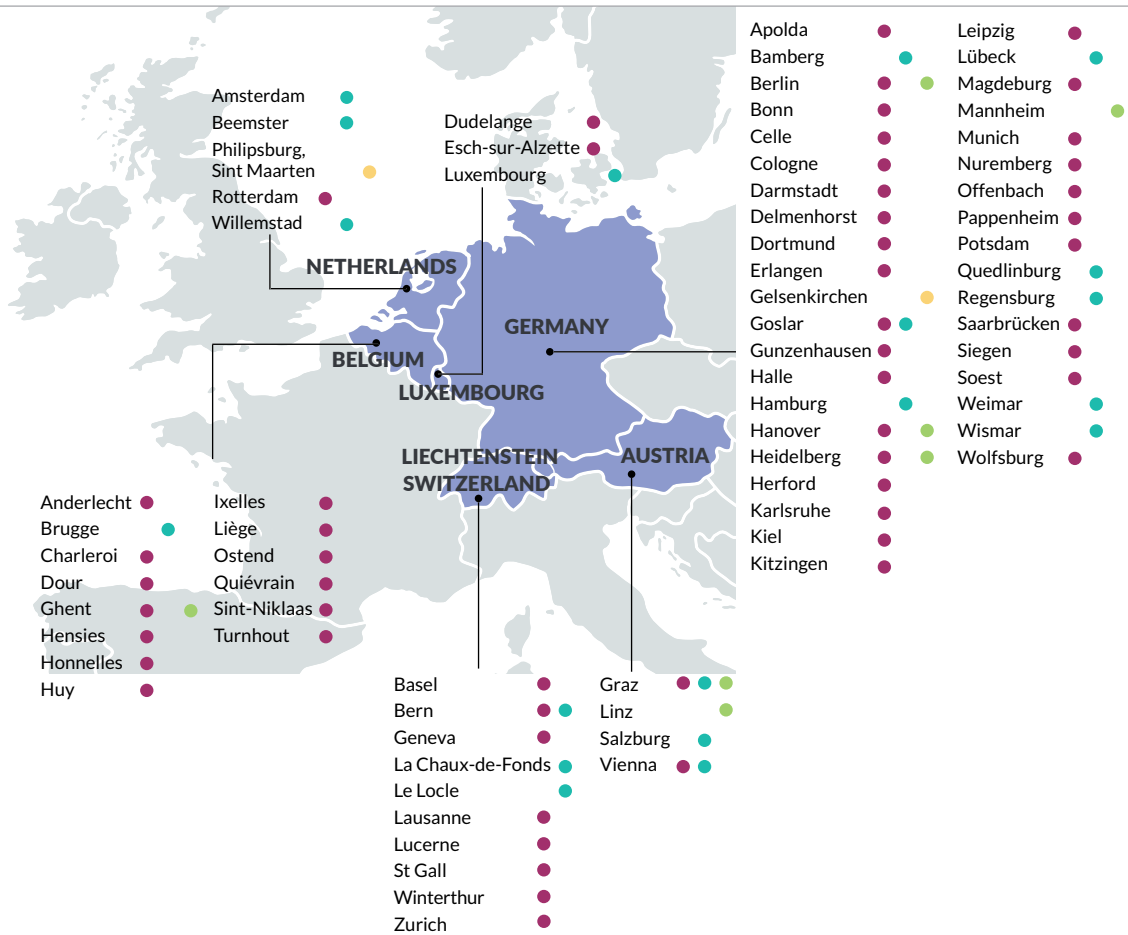 Amsterdam
Beemster
Philipsburg,
Sint Maarten
Rotterdam
Willemstad
Dudelange
Esch-sur-Alzette
Luxembourg
Apolda
Bamberg
Berlin
Bonn
Celle
Cologne
Darmstadt
Delmenhorst
Dortmund
Erlangen
Gelsenkirchen
Goslar
Gunzenhausen
Halle
Hamburg
Hanover
Heidelberg
Herford
Karlsruhe
Kiel
Kitzingen
Leipzig
Lübeck
Magdeburg
Mannheim
Munich
Nuremberg
Offenbach
Pappenheim
Potsdam
Quedlinburg
Regensburg
Saarbrücken
Siegen
Soest
Weimar
Wismar
Wolfsburg
NETHERLANDS
GERMANY
BELGIUM
LUXEMBOURG
LIECHTENSTEIN
SWITZERLAND
AUSTRIA
Anderlecht
Brugge
Charleroi
Dour
Ghent
Hensies
Honnelles
Huy
Ixelles
Liège
Ostend
Quiévrain
Sint-Niklaas
Turnhout
Basel
Bern
Geneva
La Chaux-de-Fonds
Le Locle
Lausanne
Lucerne
St Gall
Winterthur
Zurich
Graz
Linz
Salzburg
Vienna